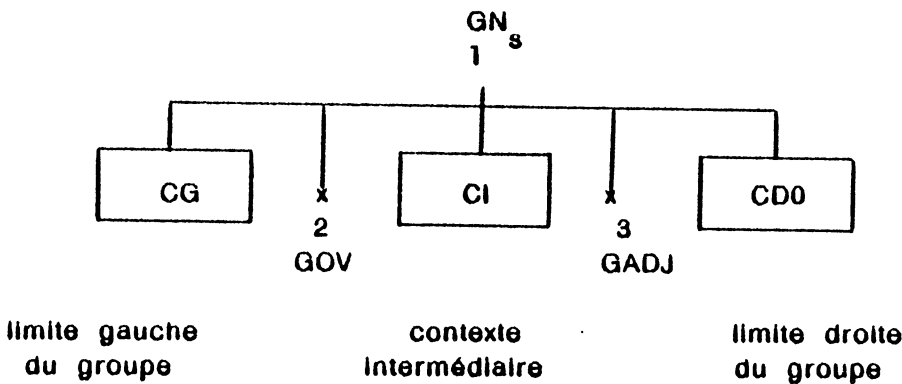 GNs
1
CG
CI
CD0
2
3
GOV
GADJ
limite gauche
du groupe
contexte
intermédiaire
limite droite
du groupe